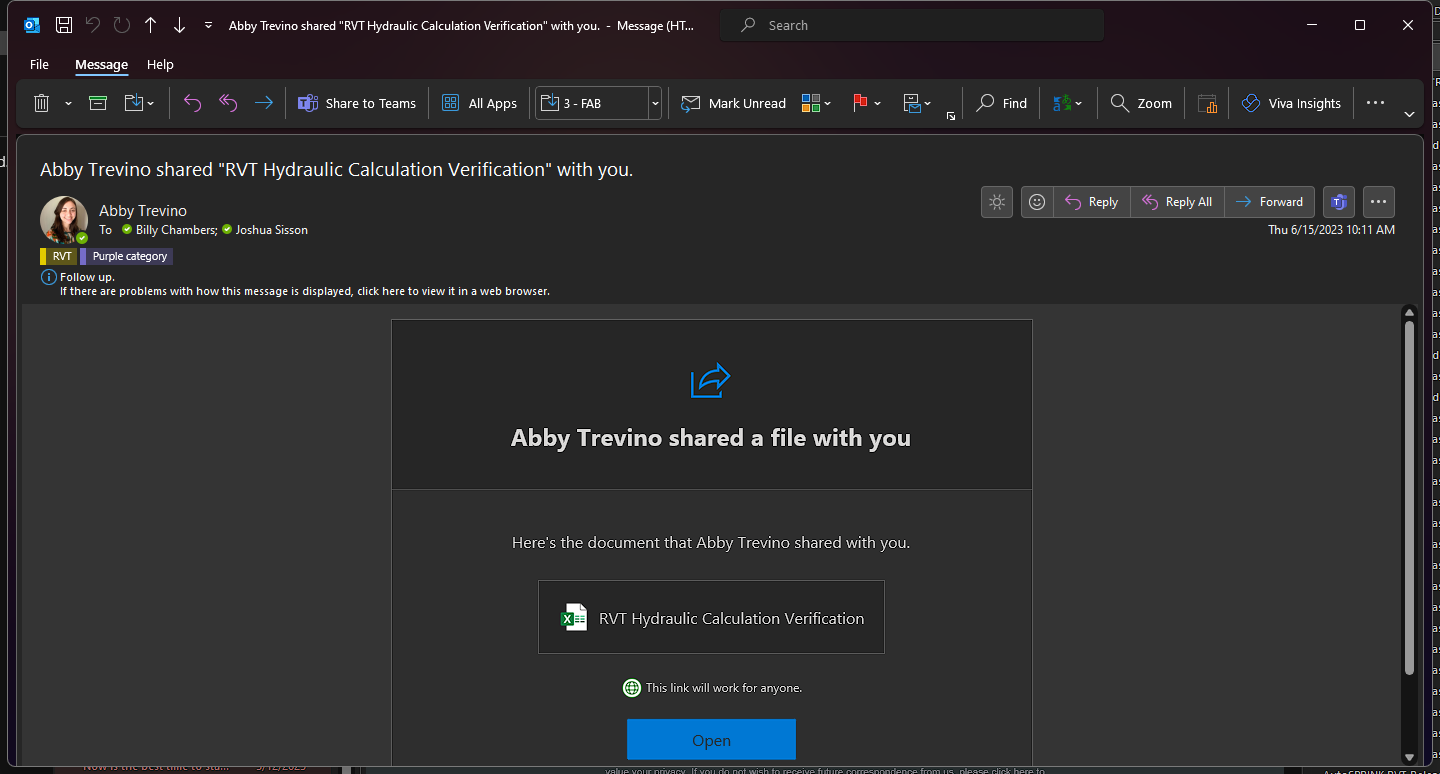 Abby Trevino shared "RVT Hydraulic Calculation Verification" with you. - Message (HT...
Search
File Message Help
Share to Teams All Apps 3 - FAB Mark Unread Find Zoom Viva Insights
Abby Trevino shared "RVT Hydraulic Calculation Verification" with you.
Abby Trevino
To Billy Chambers; Joshua Sisson
Reply Reply All Forward
Thu 6/15/2023 10:11 AM
RVT Purple category
Follow up.
If there are problems with how this message is displayed, click here to view it in a web browser.
Abby Trevino shared a file with you
Here's the document that Abby Trevino shared with you.
RVT Hydraulic Calculation Verification
This link will work for anyone.
Open